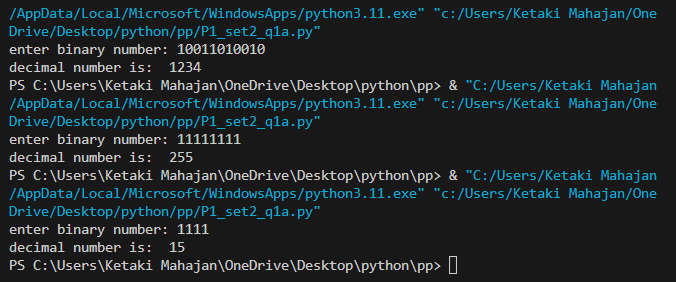 /AppData/Local/Microsoft/WindowsApps/python3.11.exe" "c:/Users/Ketaki Mahajan/One
Drive/Desktop/python/pp/P1_set2_q1a.py"
enter binary number: 10011010010
decimal number is:  1234
PS C:\Users\Ketaki Mahajan\OneDrive\Desktop\python\pp> & "C:/Users/Ketaki Mahajan
/AppData/Local/Microsoft/WindowsApps/python3.11.exe" "c:/Users/Ketaki Mahajan/One
Drive/Desktop/python/pp/P1_set2_q1a.py"
enter binary number: 11111111
decimal number is:  255
PS C:\Users\Ketaki Mahajan\OneDrive\Desktop\python\pp> & "C:/Users/Ketaki Mahajan
/AppData/Local/Microsoft/WindowsApps/python3.11.exe" "c:/Users/Ketaki Mahajan/One
Drive/Desktop/python/pp/P1_set2_q1a.py"
enter binary number: 1111
decimal number is:  15
PS C:\Users\Ketaki Mahajan\OneDrive\Desktop\python\pp>